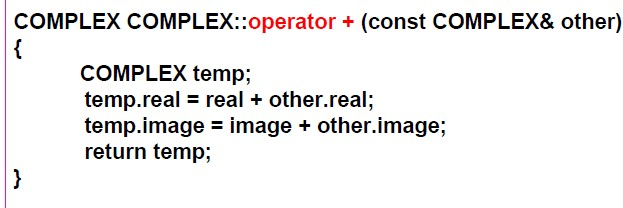 COMPLEX COMPLEX::operator + (const COMPLEX& other)
{
COMPLEX temp;
temp.real = real + other.real;
temp.image = image + other.image;
return temp;
}